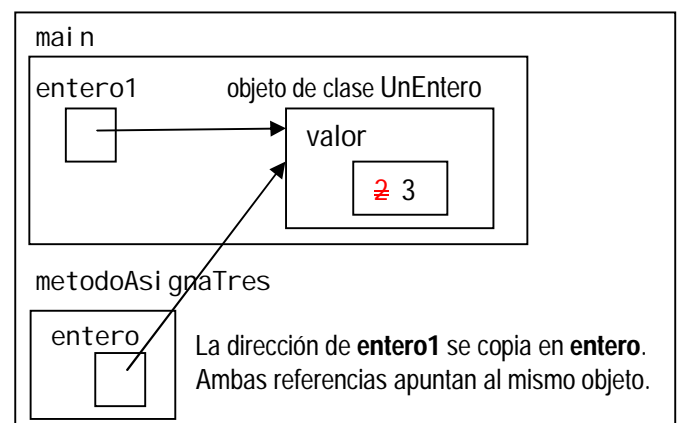 main
entero1
objeto de clase UnEntero
valor
2 3
metodoAsignaTres
entero
La dirección de entero1 se copia en entero.
Ambas referencias apuntan al mismo objeto.